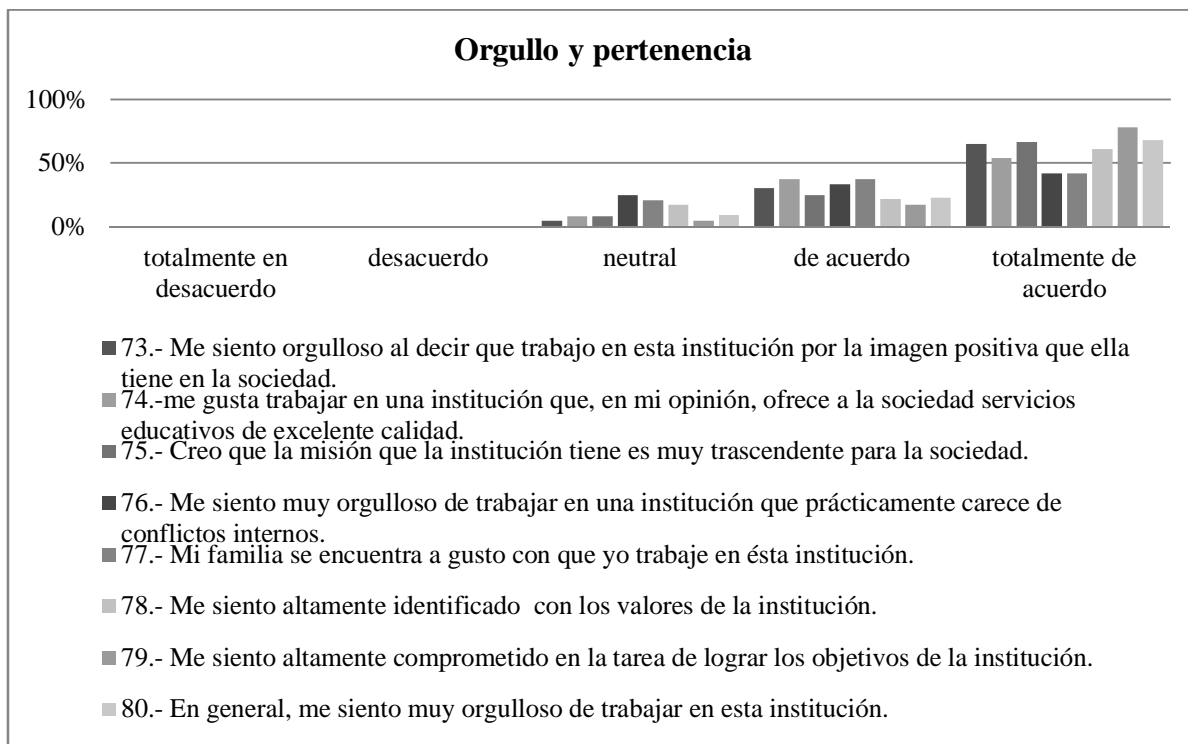 Orgullo y pertenencia
100%
50%
0%
totalmente en
desacuerdo
desacuerdo
neutral
de acuerdo
totalmente de
acuerdo
73.- Me siento orgulloso al decir que trabajo en esta institución por la imagen positiva que ella
tiene en la sociedad.
74.-me gusta trabajar en una institución que, en mi opinión, ofrece a la sociedad servicios
educativos de excelente calidad.
75.- Creo que la misión que la institución tiene es muy trascendente para la sociedad.
76.- Me siento muy orgulloso de trabajar en una institución que prácticamente carece de
conflictos internos.
77.- Mi familia se encuentra a gusto con que yo trabaje en ésta institución.
78.- Me siento altamente identificado  con los valores de la institución.
79.- Me siento altamente comprometido en la tarea de lograr los objetivos de la institución.
80.- En general, me siento muy orgulloso de trabajar en esta institución.